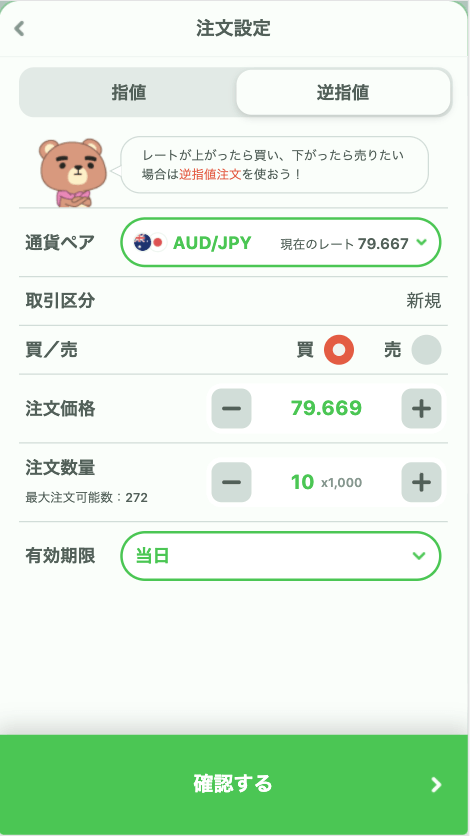 注文設定
指値 逆指値
レートが上がったら買い、下がったら売りたい
場合は逆指値注文を使おう！
通貨ペア AUD/JPY 現在のレート 79.667
取引区分 新規
買／売 買 売
注文価格 79.669
注文数量 10 x1,000
最大注文可能数：272
有効期限 当日
確認する